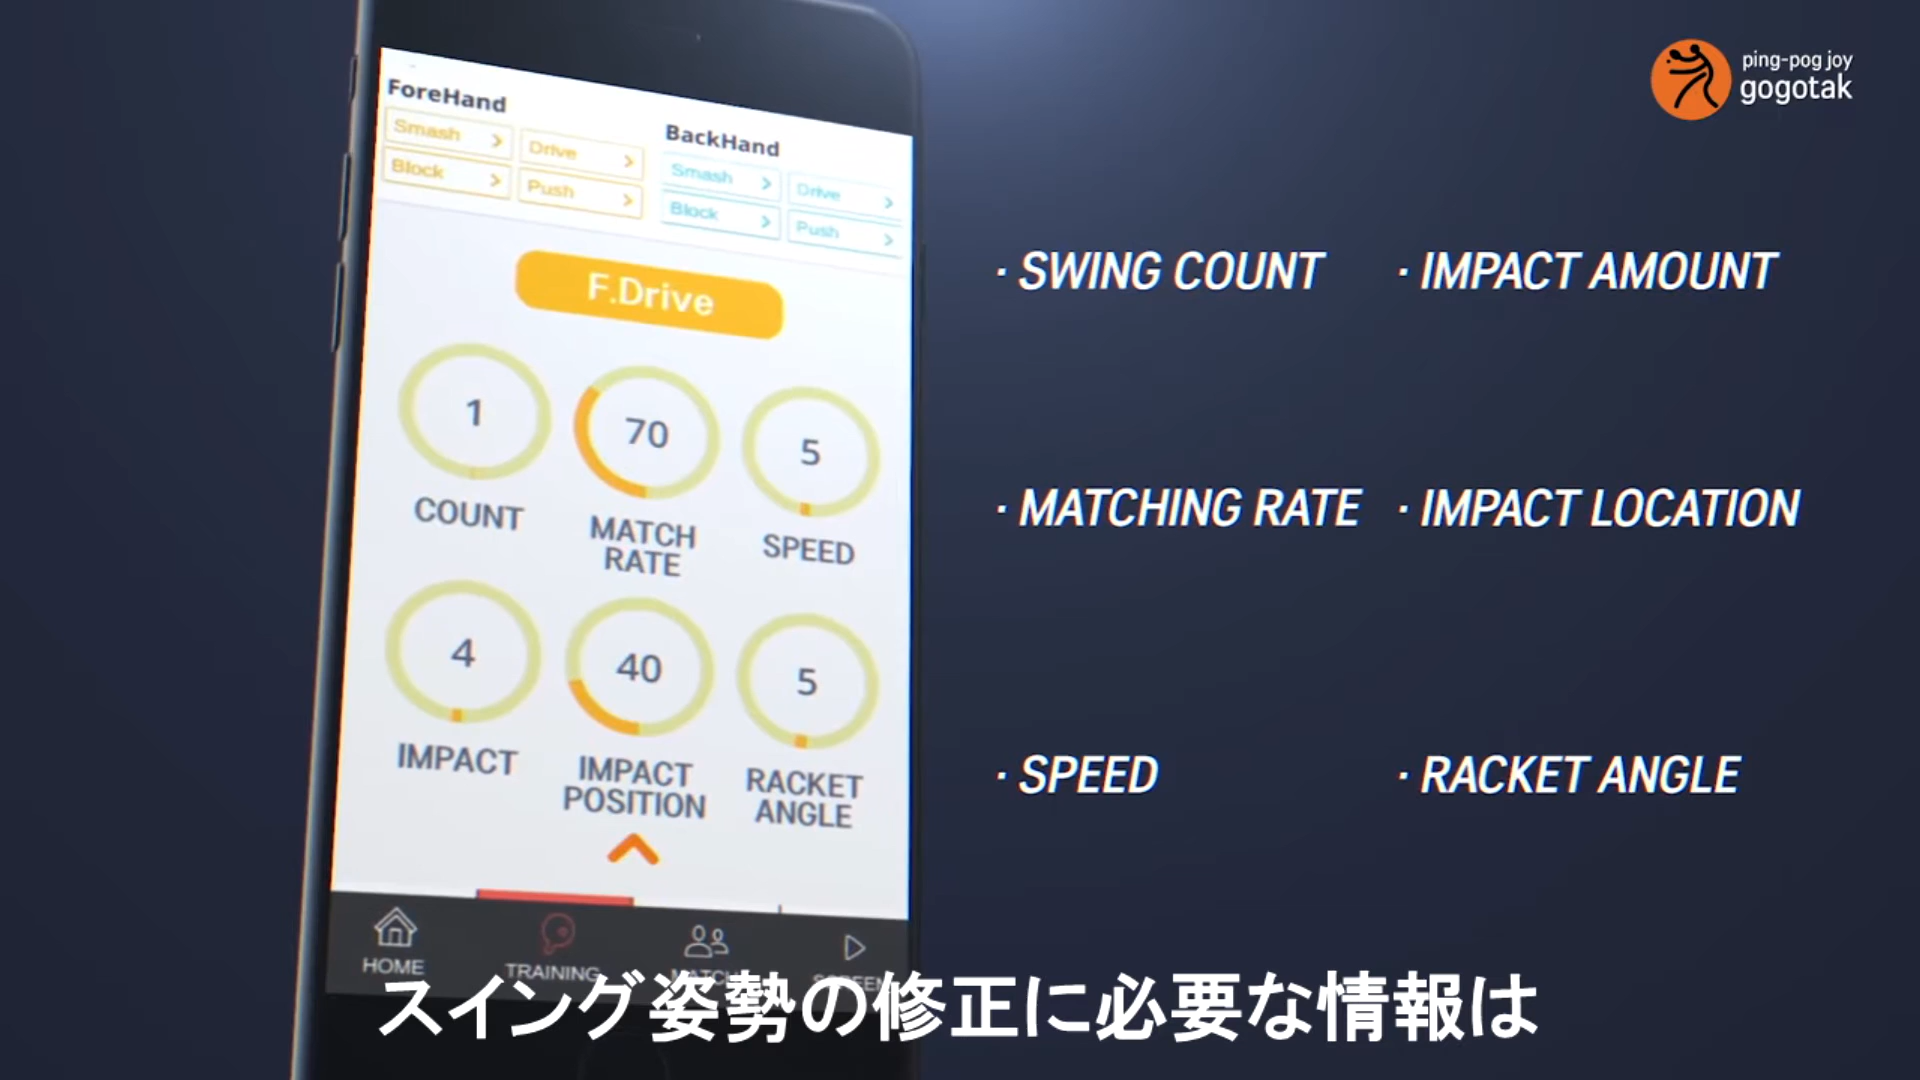 ping-pog joy
gogotak
ForeHand
Smash
Drive
Block
Push
BackHand
Smash
Drive
Block
Push
F.Drive
1
COUNT
70
MATCH
RATE
5
SPEED
4
IMPACT
40
IMPACT
POSITION
5
RACKET
ANGLE
HOME
TRAINING
MATCH
SCREEN
· SWING COUNT
· IMPACT AMOUNT
· MATCHING RATE
· IMPACT LOCATION
· SPEED
· RACKET ANGLE
スイング姿勢の修正に必要な情報は